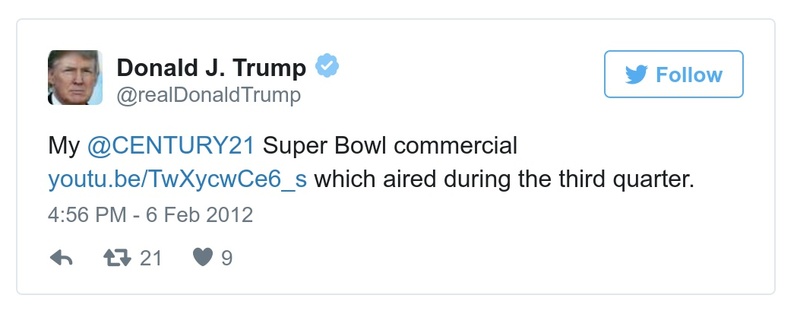 Donald J. Trump
@realDonaldTrump
Follow
My @CENTURY21 Super Bowl commercial
youtu.be/TwXycwCe6_s which aired during the third quarter.
4:56 PM - 6 Feb 2012
21 9